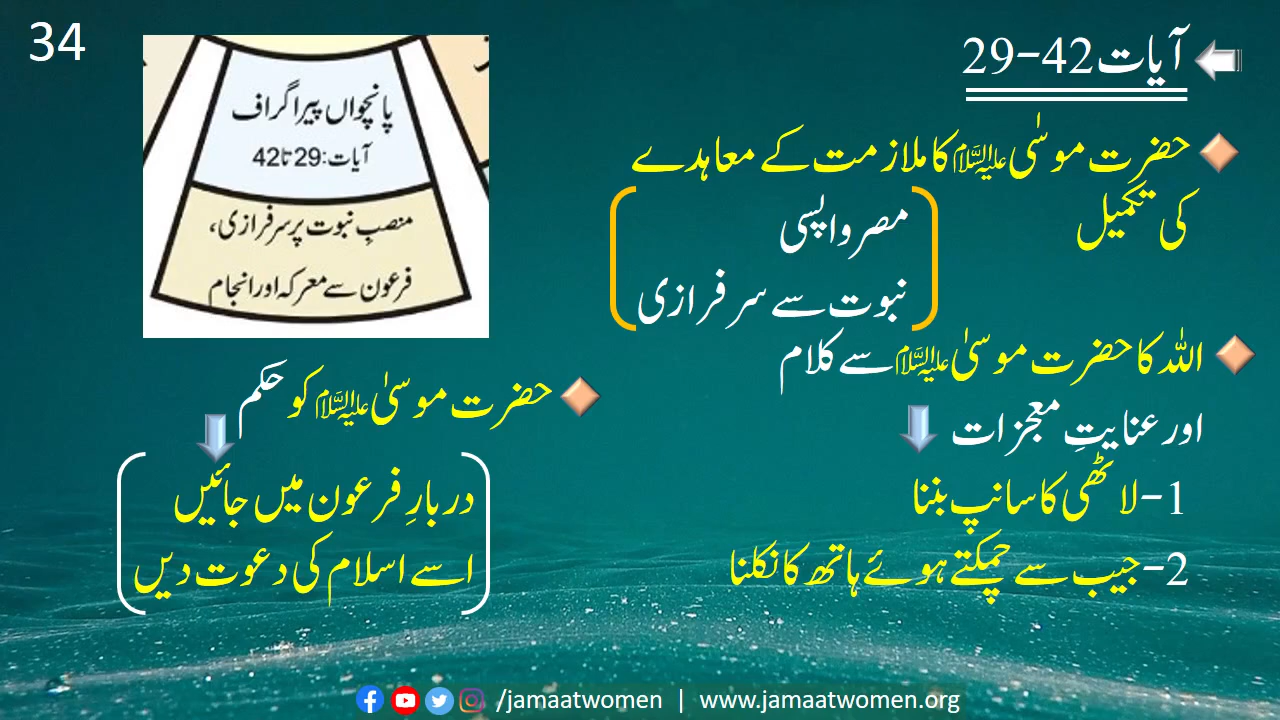 34
آیات 42-29
حضرت موسٰی علیہ السلام کا ملازمت کے معاہدے
کی تکمیل
مصر واپسی
نبوت سے سرفرازی
اللہ کا حضرت موسیٰ علیہ السلام سے کلام
اور عنایتِ معجزات
1- لاٹھی کا سانپ بننا
2- جیب سے چمکتے ہوئے ہاتھ کا نکلنا
پانچواں پیراگراف
آیات: 29 تا 42
منصبِ نبوت پر سرفرازی،
فرعون سے معرکہ اور انجام
حضرت موسیٰ علیہ السلام کو حکم
دربارِ فرعون میں جائیں
اسے اسلام کی دعوت دیں
/jamaatwomen | www.jamaatwomen.org